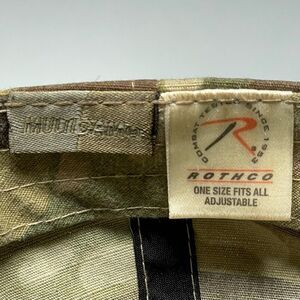 MULTICAM
COMBAT TESTED SINCE 1953
R
ROTHCO
ONE SIZE FITS ALL
ADJUSTABLE